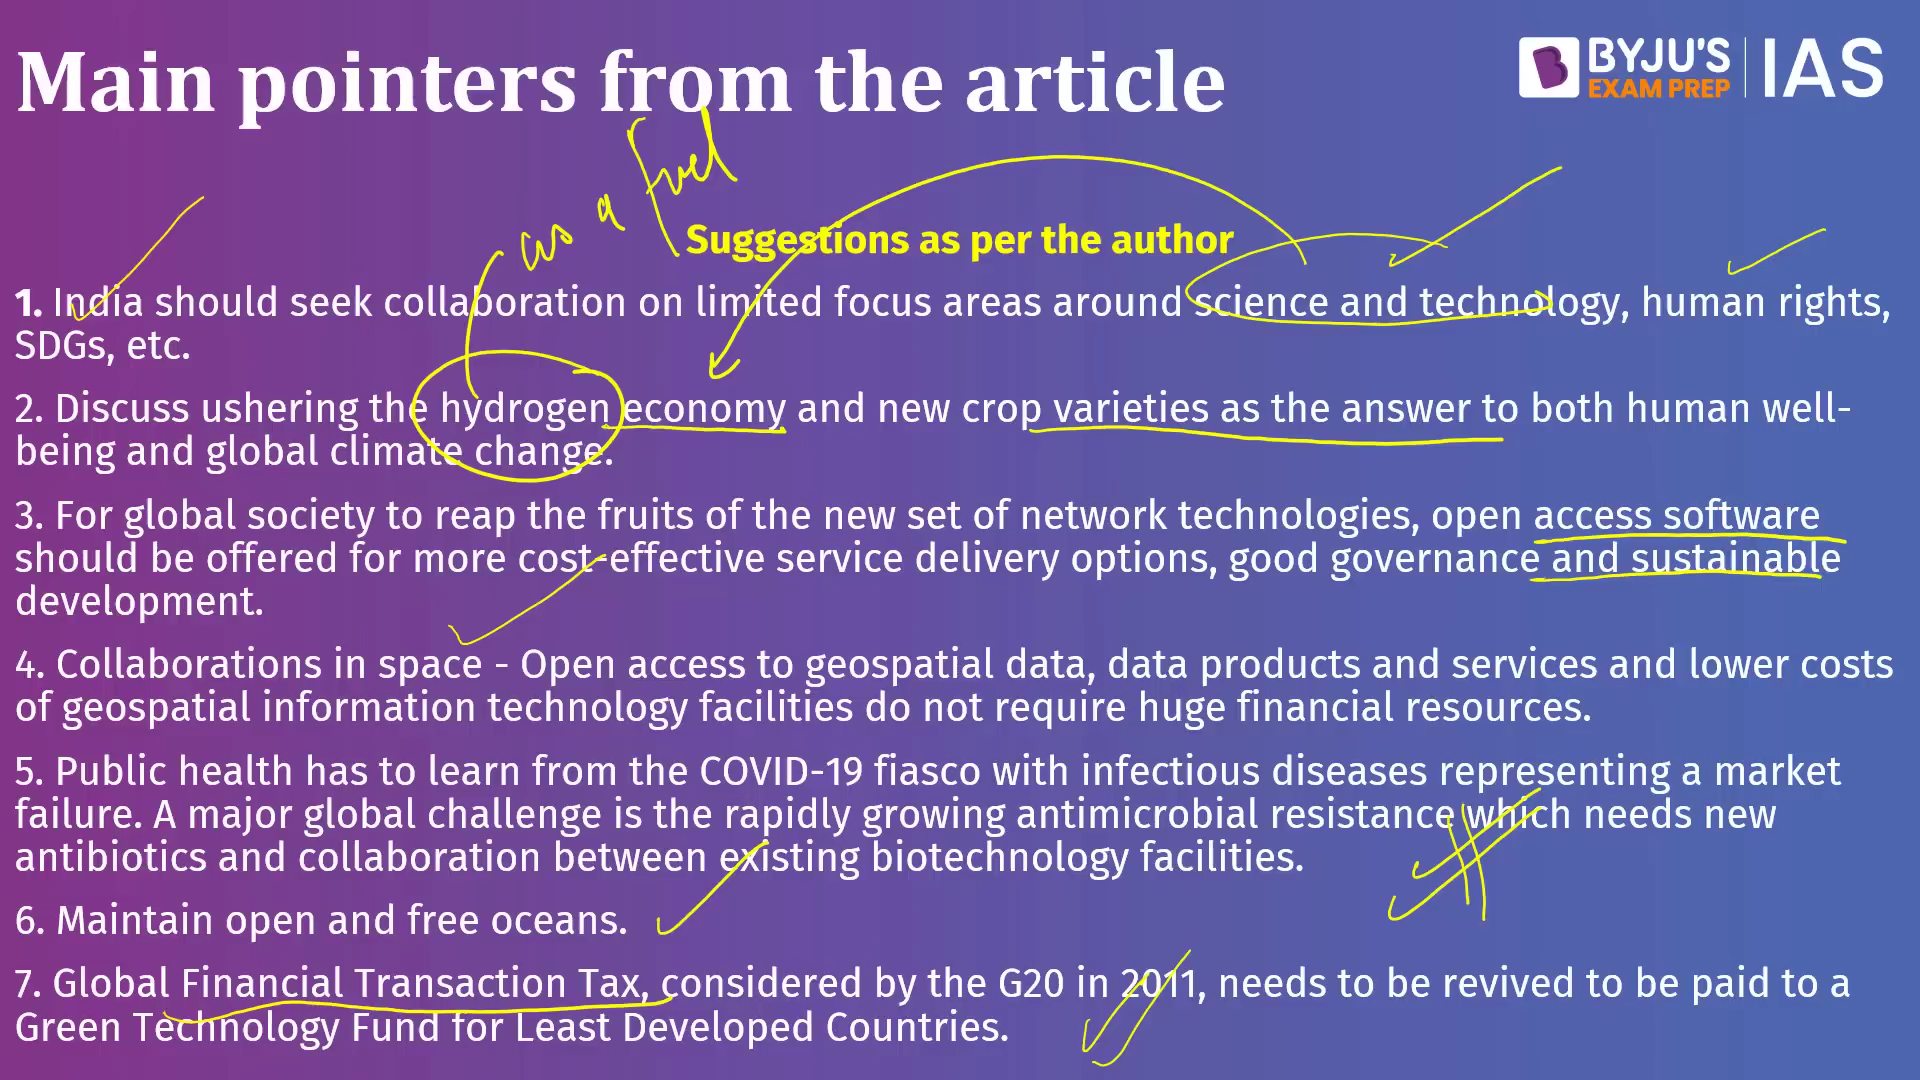 Main pointers from the article
BYJU'S
EXAM PREP
IAS
as a fuel
Suggestions as per the author
1. India should seek collaboration on limited focus areas around science and technology, human rights,
SDGs, etc.
2. Discuss ushering the hydrogen economy and new crop varieties as the answer to both human well-
being and global climate change.
3. For global society to reap the fruits of the new set of network technologies, open access software
should be offered for more cost-effective service delivery options, good governance and sustainable
development.
4. Collaborations in space - Open access to geospatial data, data products and services and lower costs
of geospatial information technology facilities do not require huge financial resources.
5. Public health has to learn from the COVID-19 fiasco with infectious diseases representing a market
failure. A major global challenge is the rapidly growing antimicrobial resistance which needs new
antibiotics and collaboration between existing biotechnology facilities.
6. Maintain open and free oceans.
7. Global Financial Transaction Tax, considered by the G20 in 2011, needs to be revived to be paid to a
Green Technology Fund for Least Developed Countries.